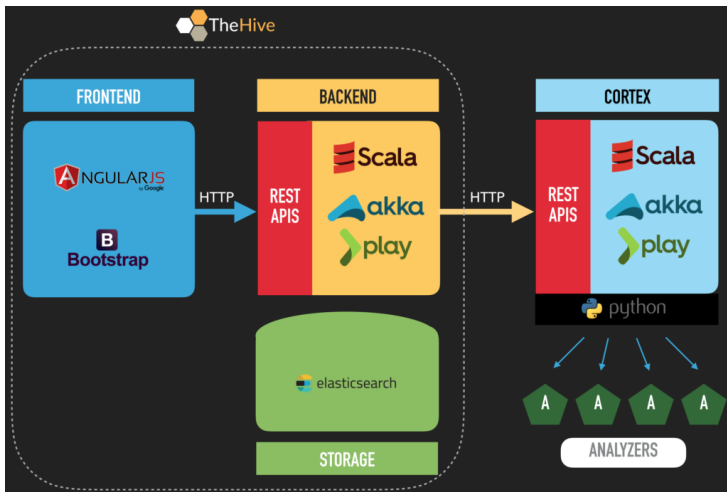 TheHive
FRONTEND
BACKEND
CORTEX
ANGULARJS
by Google
B
Bootstrap
HTTP
REST
APIS
Scala
akka
play
HTTP
REST
APIS
Scala
akka
play
python
elasticsearch
STORAGE
A A A A
ANALYZERS